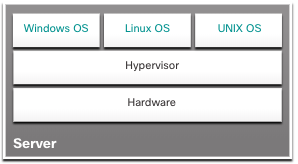 Windows OS Linux OS UNIX OS
Hypervisor
Hardware
Server